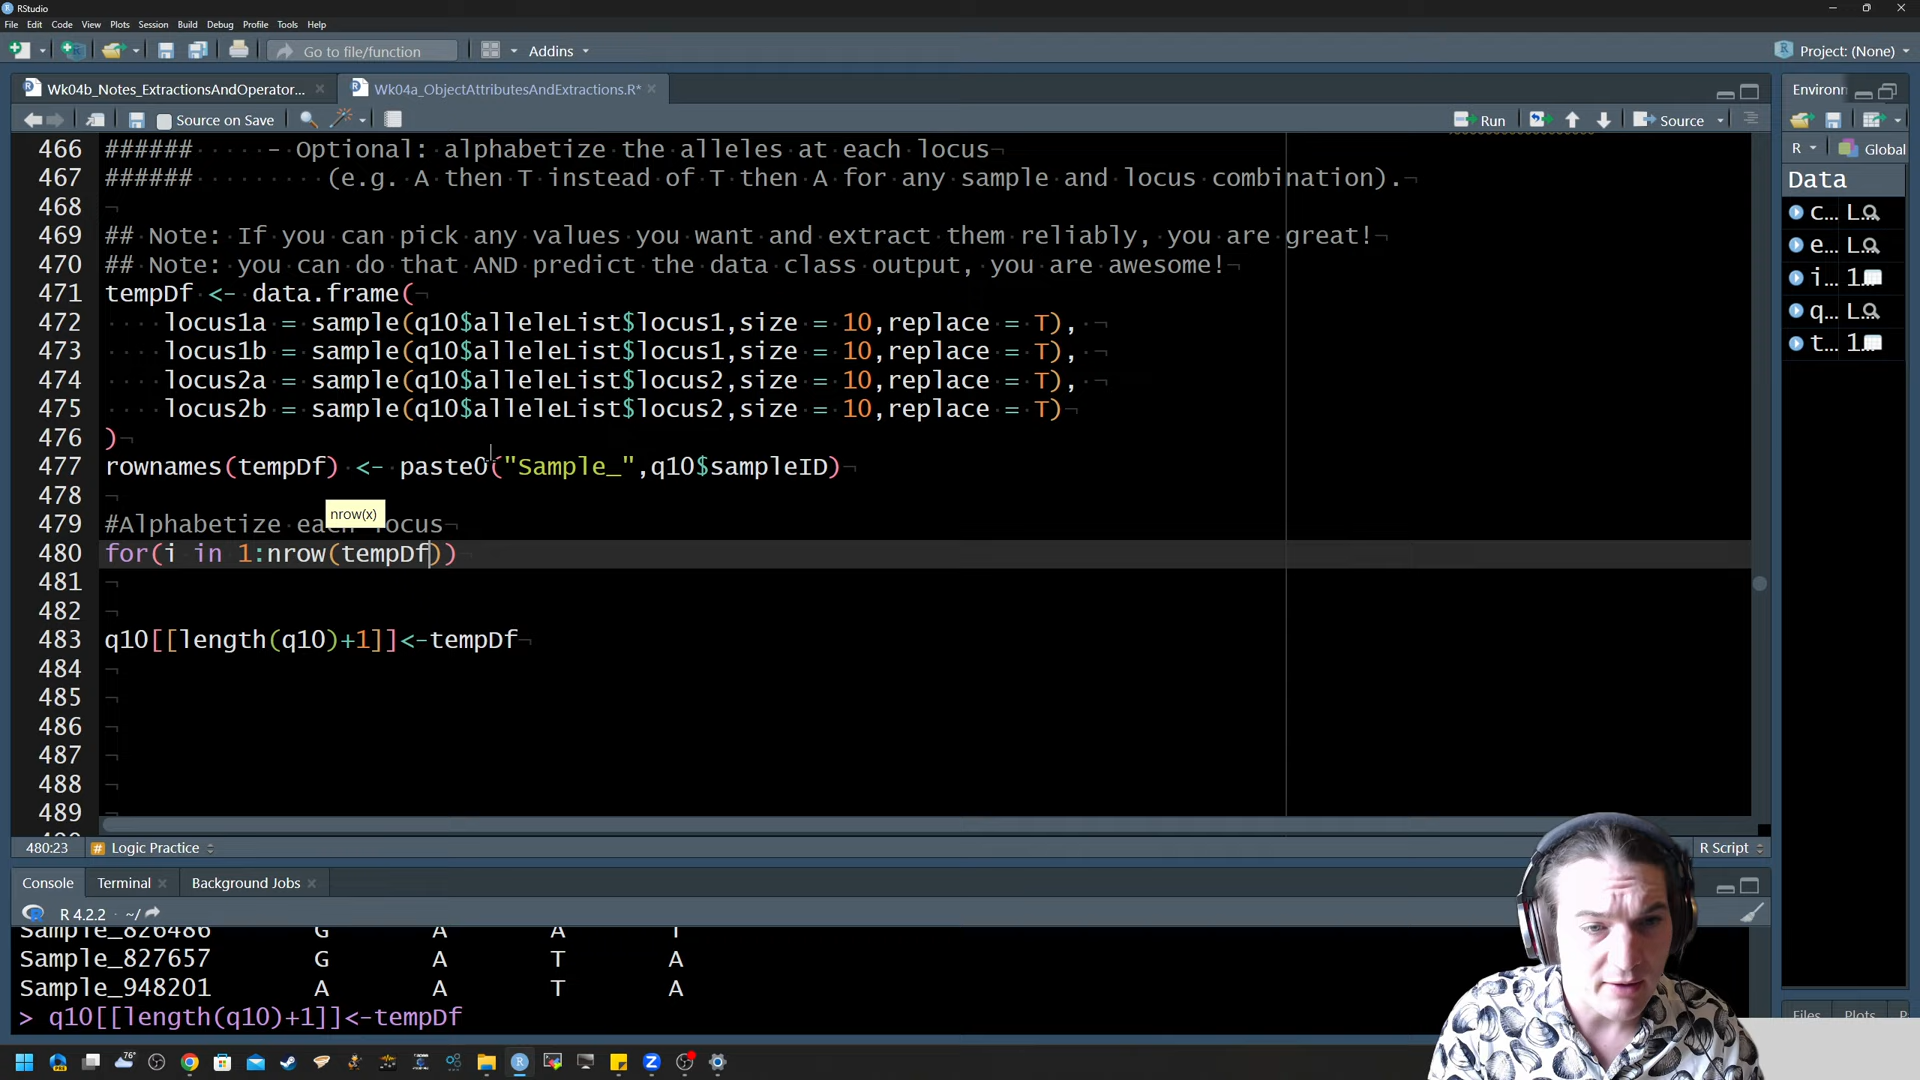 RStudio
File Edit Code View Plots Session Build Debug Profile Tools Help
Go to file/function Addins Project: (None)
Wk04b_Notes_ExtractionsAndOperator... Wk04a_ObjectAttributesAndExtractions.R* Environn
Source on Save Run Source
R Global
Data
466 ###### - Optional: alphabetize the alleles at each locus
467 ###### (e.g. A then T instead of T then A for any sample and locus combination).
468
469 ## Note: If you can pick any values you want and extract them reliably, you are great!
470 ## Note: you can do that AND predict the data class output, you are awesome!
471 tempDf <- data.frame(
472 locus1a = sample(q10$alleleList$locus1,size = 10,replace = T),
473 locus1b = sample(q10$alleleList$locus1,size = 10,replace = T),
474 locus2a = sample(q10$alleleList$locus2,size = 10,replace = T),
475 locus2b = sample(q10$alleleList$locus2,size = 10,replace = T)
476 )
477 rownames(tempDf) <- paste0("Sample_",q10$sampleID)
478
nrow(x)
479 #Alphabetize each locus
480 for(i in 1:nrow(tempDf))
481
482
483 q10[[length(q10)+1]]<-tempDf
484
485
486
487
488
489
c... L...
e... L...
i... 1...
q... L...
t... 1...
480:23 # Logic Practice R Script
Console Terminal Background Jobs
R 4.2.2 · ~/
Sample_826486 G A A T
Sample_827657 G A T A
Sample_948201 A A T A
> q10[[length(q10)+1]]<-tempDf
Files Plots
76°